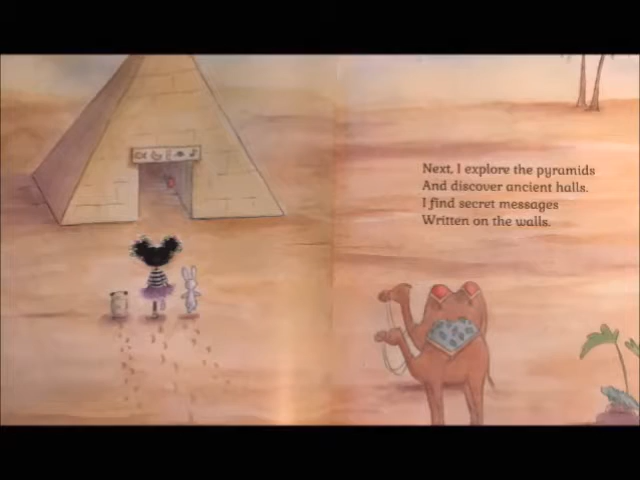 Next, I explore the pyramids
And discover ancient halls.
I find secret messages
Written on the walls.